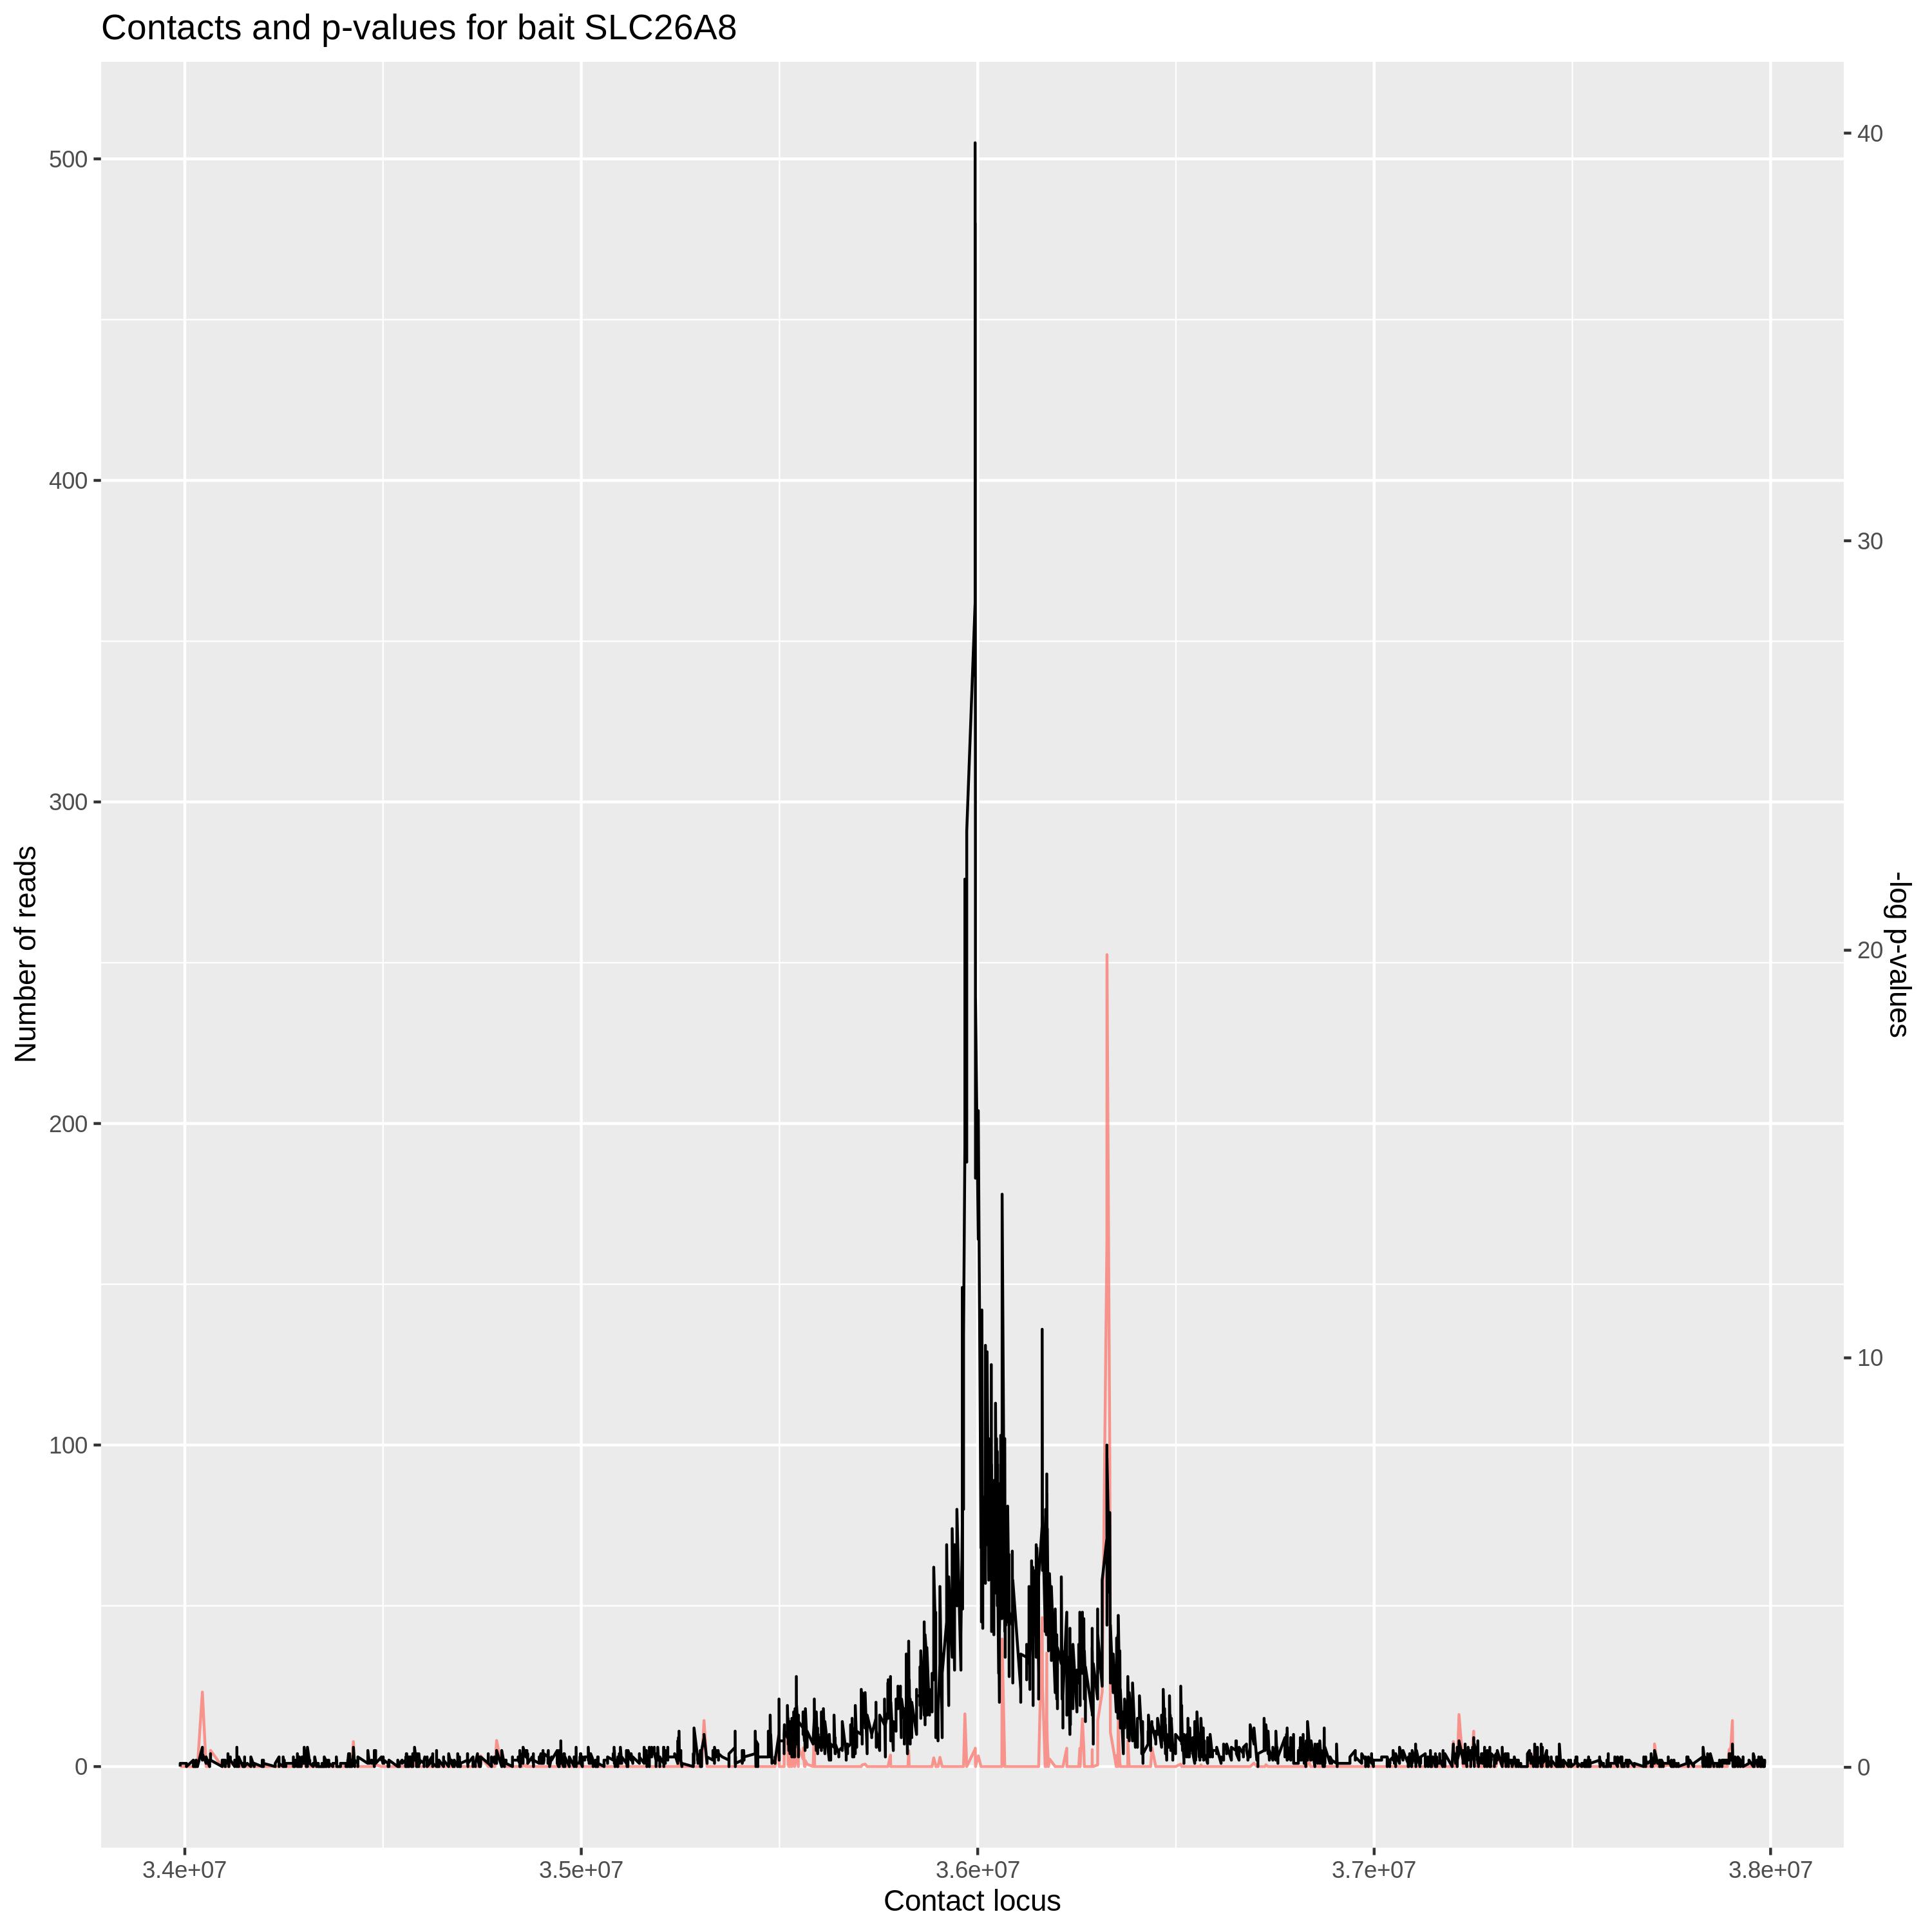 Contacts and p-values for bait SLC26A8
500
400
300
200
100
0
40
30
20
10
0
Number of reads
-log p-values
3.4e+07
3.5e+07
3.6e+07
3.7e+07
3.8e+07
Contact locus